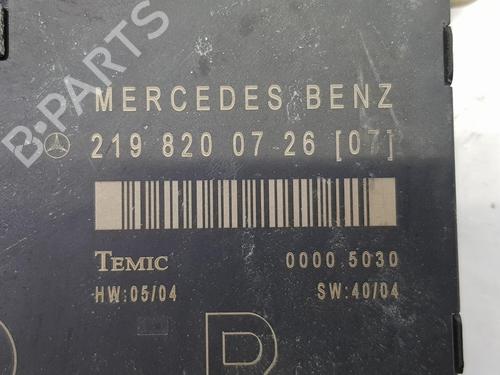 B-PARTS
MERCEDES BENZ
219 820 07 26 [07]
TEMIC 0000 5030
HW:05/04 SW:40/04